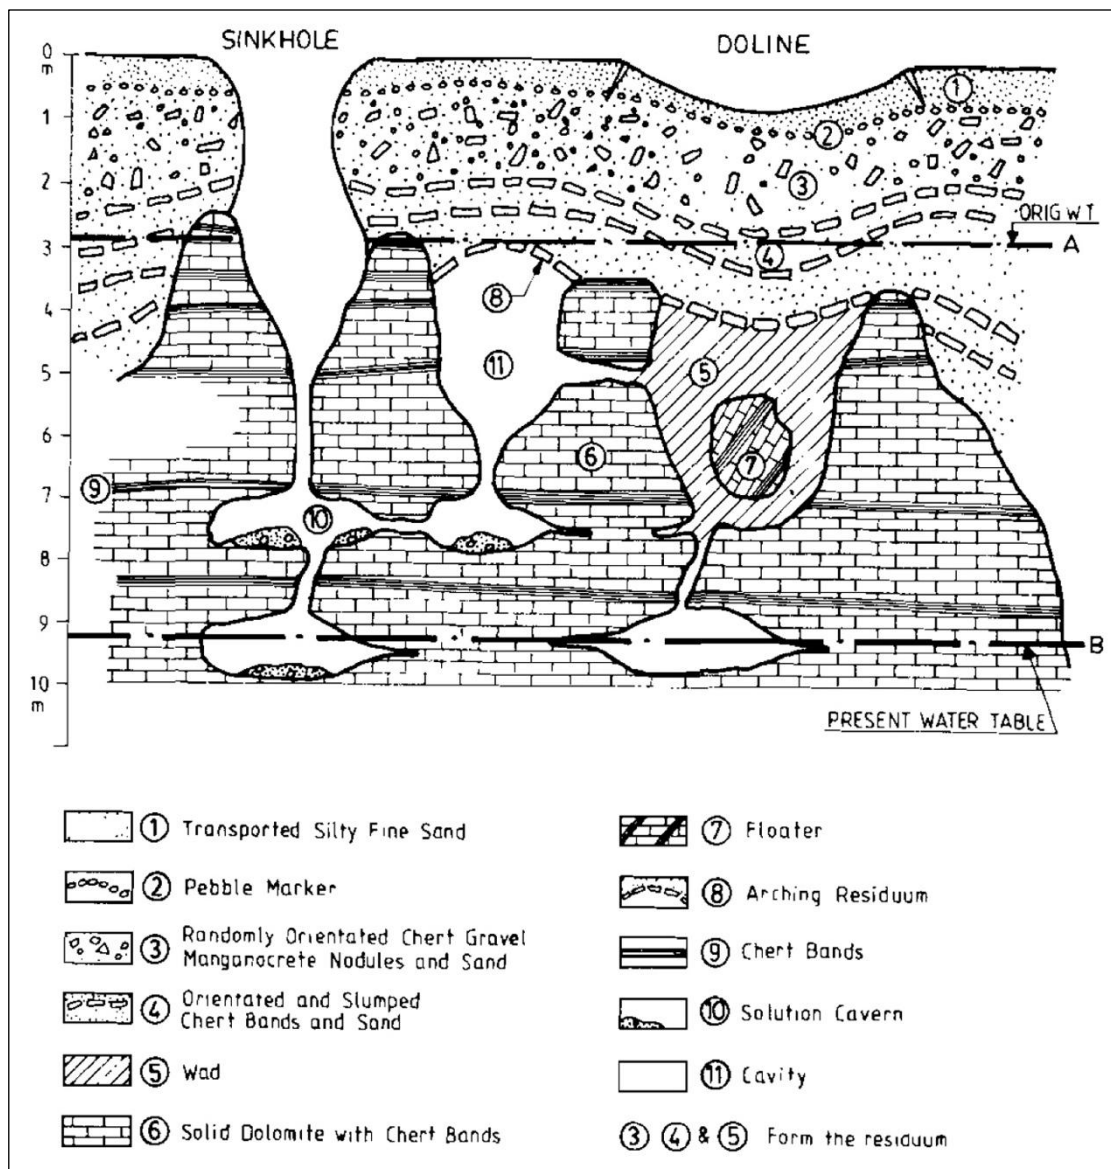 SINKHOLE
DOLINE
0
m
1
2
3
4
5
6
7
8
9
10
m
①
②
③
ORIG W T
A
④
⑧
⑪
⑤
⑥
⑦
⑨
⑩
B
PRESENT WATER TABLE
① Transported Silty Fine Sand
② Pebble Marker
③ Randomly Orientated Chert Gravel
Manganocrete Nodules and Sand
④ Orientated and Slumped
Chert Bands and Sand
⑤ Wad
⑥ Solid Dolomite with Chert Bands
⑦ Floater
⑧ Arching Residuum
⑨ Chert Bands
⑩ Solution Cavern
⑪ Cavity
③ ④ & ⑤ Form the residuum